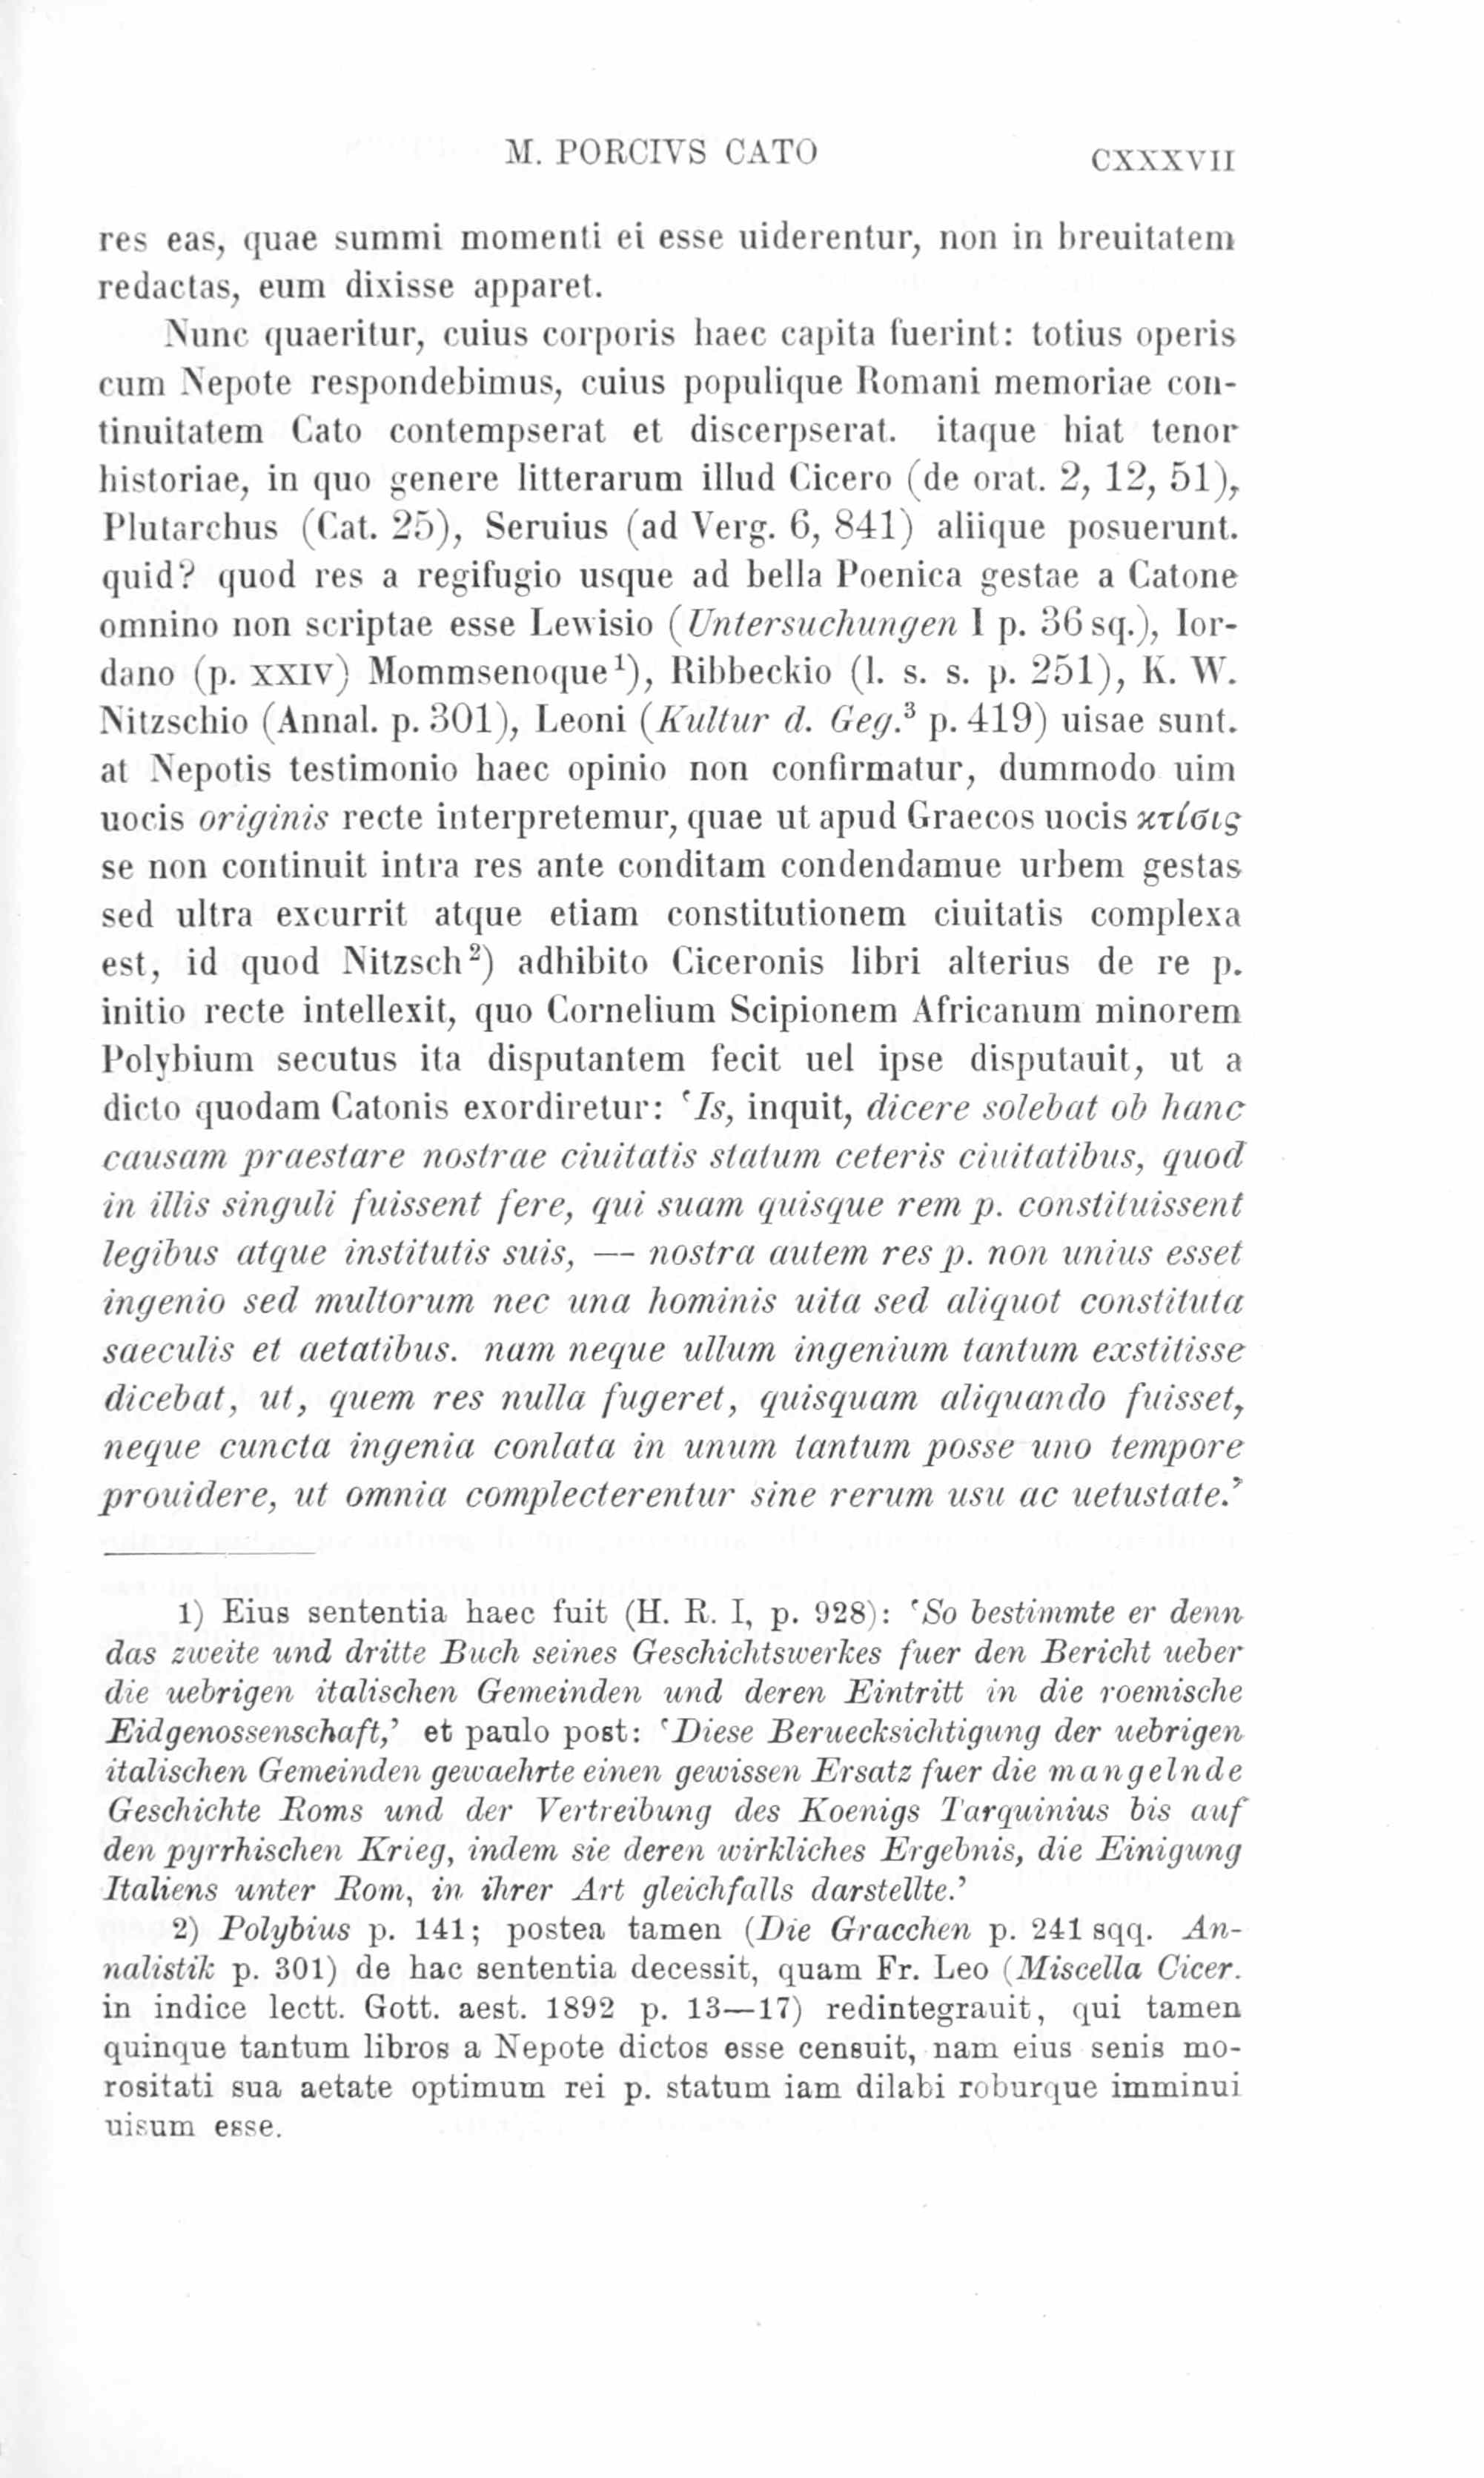 M. PORCIVS CATO CXXXVII
res eas, quae summi momenti ei esse uiderentur, non in breuitatem
redactas, eum dixisse apparet.
Nunc quaeritur, cuius corporis haec capita fuerint: totius operis
cum Nepote respondebimus, cuius populique Romani memoriae con-
tinuitatem Cato contempserat et discerpserat. itaque hiat tenor
historiae, in quo genere litterarum illud Cicero (de orat. 2, 12, 51),
Plutarchus (Cat. 25), Seruius (ad Verg. 6, 841) aliique posuerunt.
quid? quod res a regifugio usque ad bella Poenica gestae a Catone
omnino non scriptae esse Lewisio (Untersuchungen I p. 36 sq.), Ior-
dano (p. XXIV) Mommsenoque¹), Ribbeckio (l. s. s. p. 251), K. W.
Nitzschio (Annal. p. 301), Leoni (Kultur d. Geg.³ p. 419) uisae sunt.
at Nepotis testimonio haec opinio non confirmatur, dummodo uim
uocis originis recte interpretemur, quae ut apud Graecos uocis κτίσις
se non continuit intra res ante conditam condendamue urbem gestas
sed ultra excurrit atque etiam constitutionem ciuitatis complexa
est, id quod Nitzsch²) adhibito Ciceronis libri alterius de re p.
initio recte intellexit, quo Cornelium Scipionem Africanum minorem
Polybium secutus ita disputantem fecit uel ipse disputauit, ut a
dicto quodam Catonis exordiretur: ‘Is, inquit, dicere solebat ob hanc
causam praestare nostrae ciuitatis statum ceteris ciuitatibus, quod
in illis singuli fuissent fere, qui suam quisque rem p. constituissent
legibus atque institutis suis, — nostra autem res p. non unius esset
ingenio sed multorum nec una hominis uita sed aliquot constituta
saeculis et aetatibus. nam neque ullum ingenium tantum exstitisse
dicebat, ut, quem res nulla fugeret, quisquam aliquando fuisset,
neque cuncta ingenia conlata in unum tantum posse uno tempore
prouidere, ut omnia complecterentur sine rerum usu ac uetustate.’
1) Eius sententia haec fuit (H. R. I, p. 928): ‘So bestimmte er denn
das zweite und dritte Buch seines Geschichtswerkes fuer den Bericht ueber
die uebrigen italischen Gemeinden und deren Eintritt in die roemische
Eidgenossenschaft,’ et paulo post: ‘Diese Beruecksichtigung der uebrigen
italischen Gemeinden gewaehrte einen gewissen Ersatz fuer die mangelnde
Geschichte Roms und der Vertreibung des Koenigs Tarquinius bis auf
den pyrrhischen Krieg, indem sie deren wirkliches Ergebnis, die Einigung
Italiens unter Rom, in ihrer Art gleichfalls darstellte.’
2) Polybius p. 141; postea tamen (Die Gracchen p. 241 sqq. An-
nalistik p. 301) de hac sententia decessit, quam Fr. Leo (Miscella Cicer.
in indice lectt. Gott. aest. 1892 p. 13—17) redintegrauit, qui tamen
quinque tantum libros a Nepote dictos esse censuit, nam eius senis mo-
rositati sua aetate optimum rei p. statum iam dilabi roburque imminui
uisum esse.